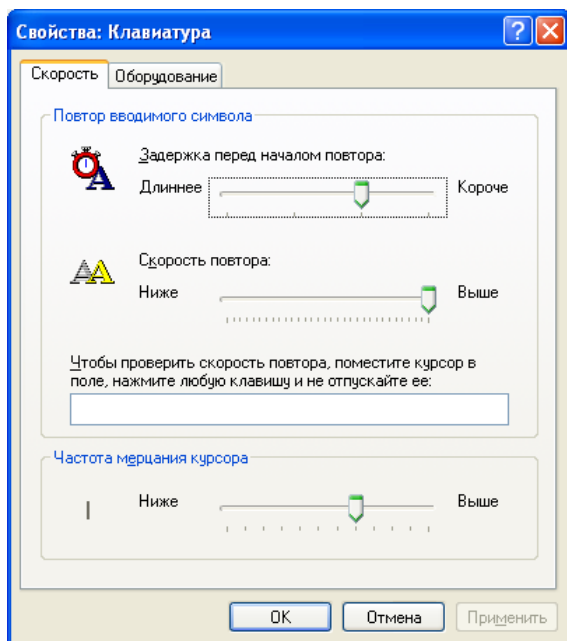 Свойства: Клавиатура
Скорость Оборудование
Повтор вводимого символа
Задержка перед началом повтора:
Длиннее Короче
Скорость повтора:
Ниже Выше
Чтобы проверить скорость повтора, поместите курсор в
поле, нажмите любую клавишу и не отпускайте ее:
Частота мерцания курсора
Ниже Выше
OK Отмена Применить